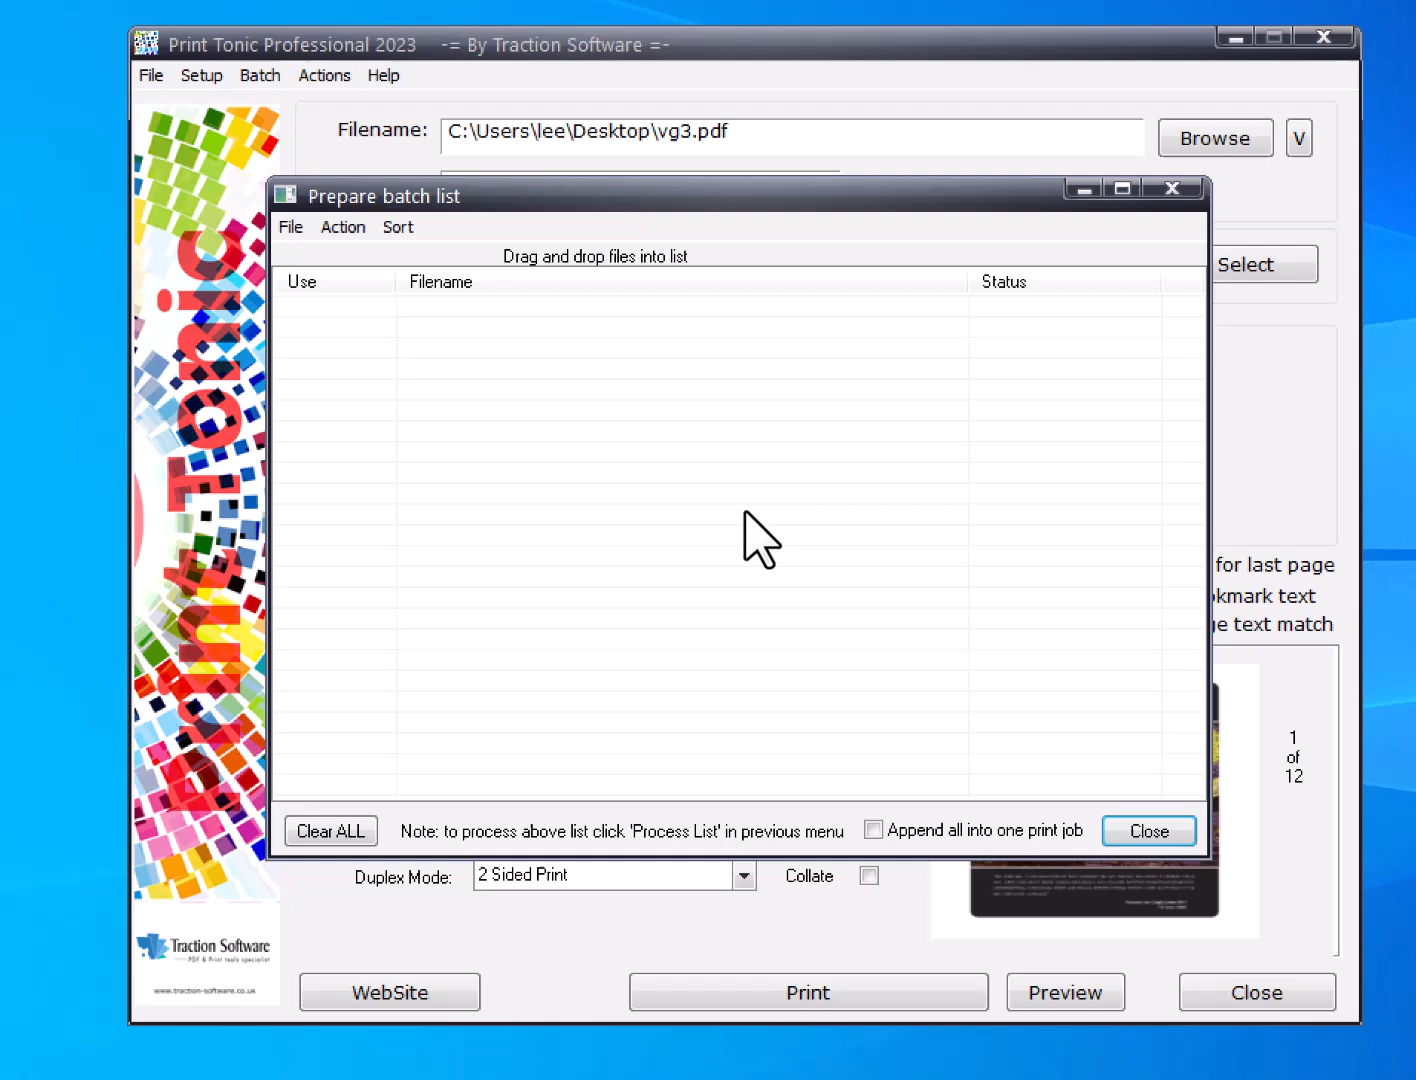 Print Tonic Professional 2023 -= By Traction Software =-
File Setup Batch Actions Help
Filename: C:\Users\lee\Desktop\vg3.pdf Browse V
Prepare batch list
File Action Sort
Drag and drop files into list
Select
Use Filename Status
Print Tonic
for last page
kmark text
e text match
1
of
12
Clear ALL Note: to process above list click 'Process List' in previous menu Append all into one print job Close
Duplex Mode: 2 Sided Print Collate
Traction Software
PDF & Print tools specialist
www.traction-software.co.uk
WebSite Print Preview Close